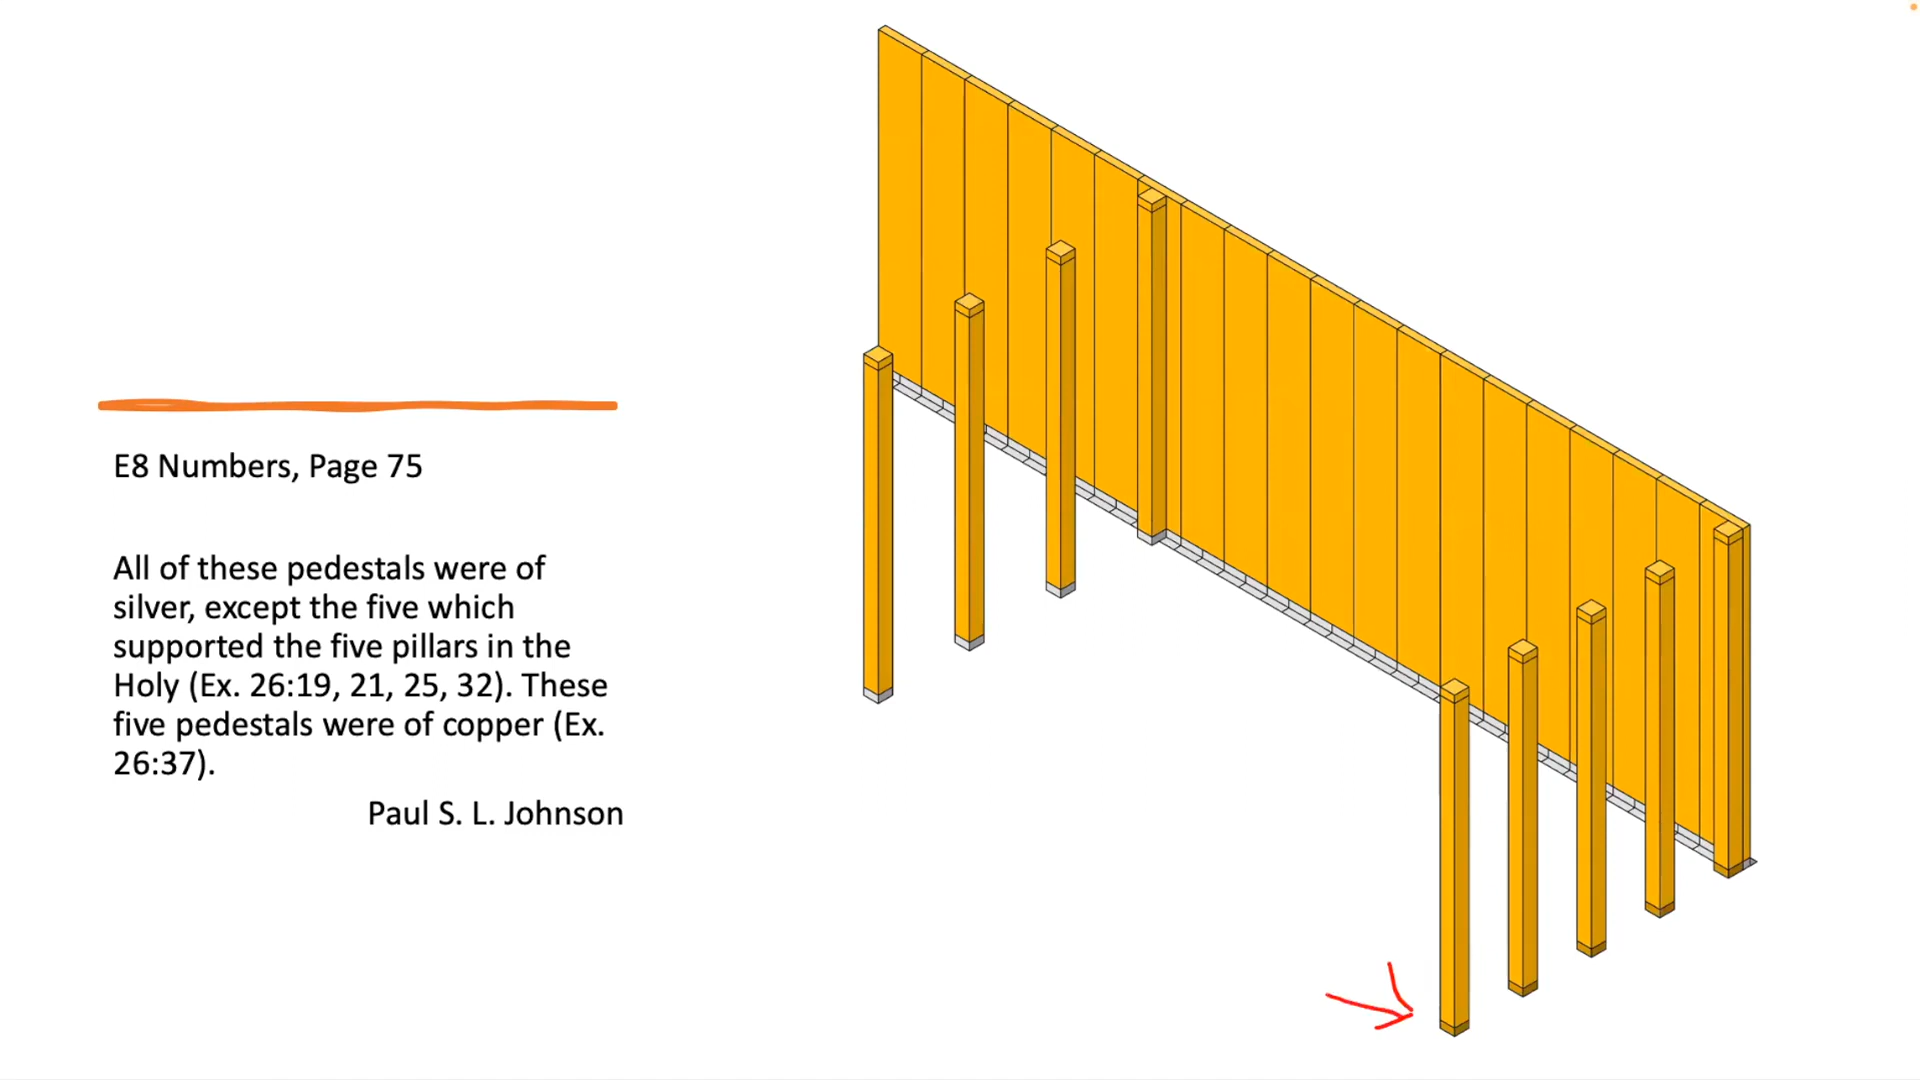 E8 Numbers, Page 75
All of these pedestals were of
silver, except the five which
supported the five pillars in the
Holy (Ex. 26:19, 21, 25, 32). These
five pedestals were of copper (Ex.
26:37).
Paul S. L. Johnson